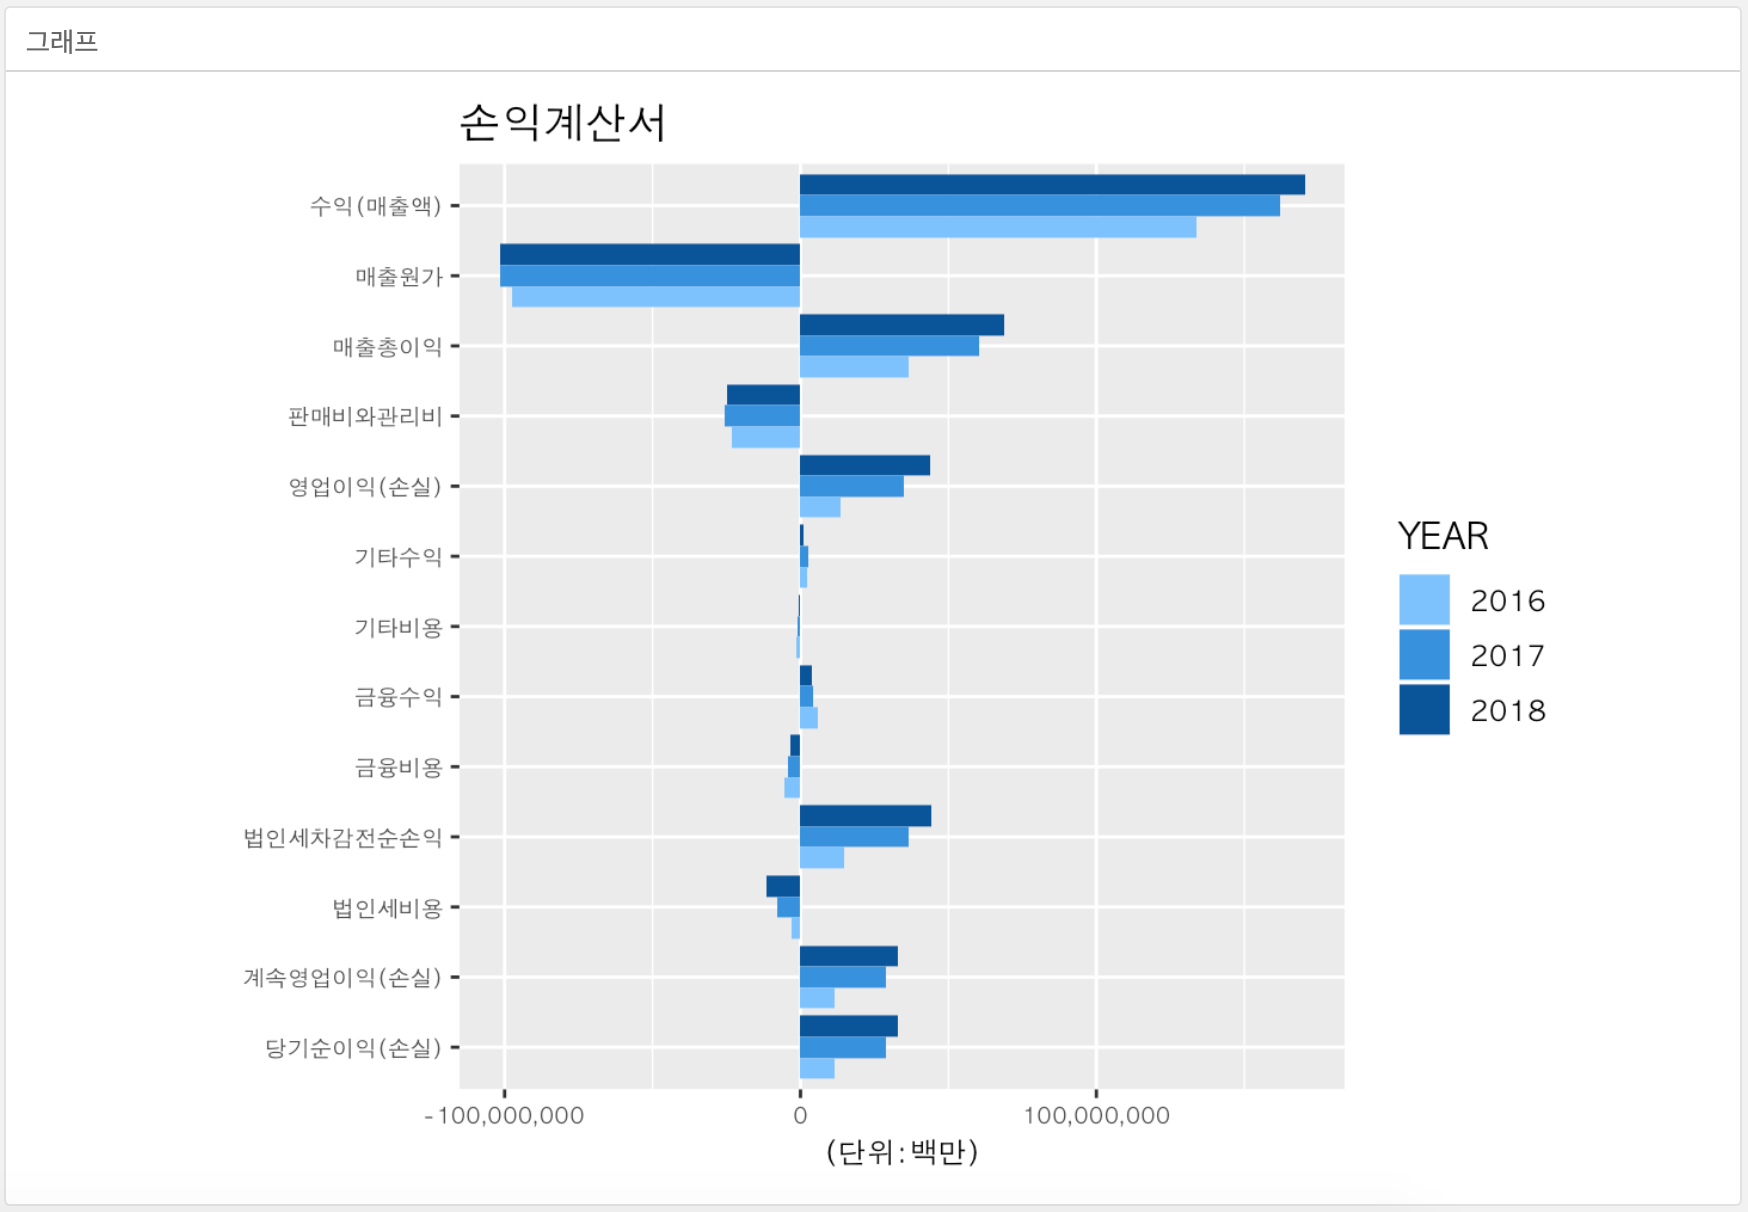 그래프
손익계산서
수익(매출액)
매출원가
매출총이익
판매비와관리비
영업이익(손실)
기타수익
기타비용
금융수익
금융비용
법인세차감전순손익
법인세비용
계속영업이익(손실)
당기순이익(손실)
-100,000,000 0 100,000,000
(단위:백만)
YEAR
2016
2017
2018